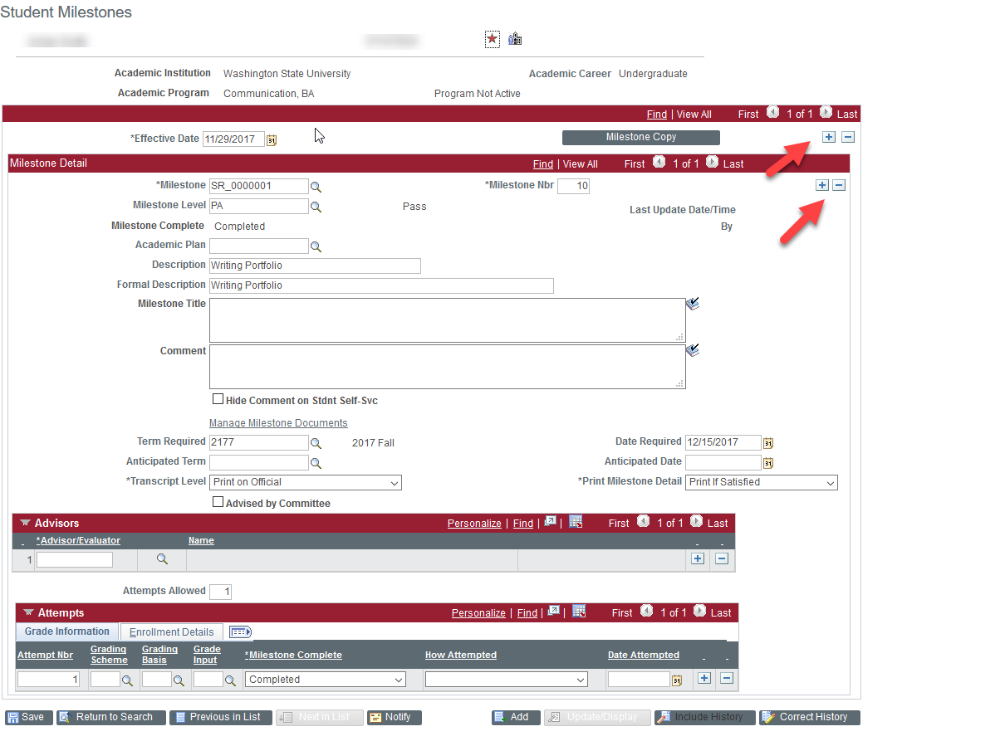 Student Milestones
Academic Institution Washington State University Academic Career Undergraduate
Academic Program Communication, BA Program Not Active
Find | View All First 1 of 1 Last
*Effective Date 11/29/2017 31 Milestone Copy
Milestone Detail Find | View All First 1 of 1 Last
*Milestone SR_0000001 *Milestone Nbr 10
Milestone Level PA Pass Last Update Date/Time
Milestone Complete Completed By
Academic Plan
Description Writing Portfolio
Formal Description Writing Portfolio
Milestone Title
Comment
Hide Comment on Stdnt Self-Svc
Manage Milestone Documents
Term Required 2177 2017 Fall Date Required 12/15/2017 31
Anticipated Term Anticipated Date 31
*Transcript Level Print on Official *Print Milestone Detail Print If Satisfied
Advised by Committee
Advisors Personalize | Find | | First 1 of 1 Last
*Advisor/Evaluator Name
1
Attempts Allowed 1
Attempts Personalize | Find | | First 1 of 1 Last
Grade Information Enrollment Details
Attempt Nbr Grading Scheme Grading Basis Grade Input *Milestone Complete How Attempted Date Attempted
1 Completed 31
Save Return to Search Previous in List Next in List Notify Add Update/Display Include History Correct History